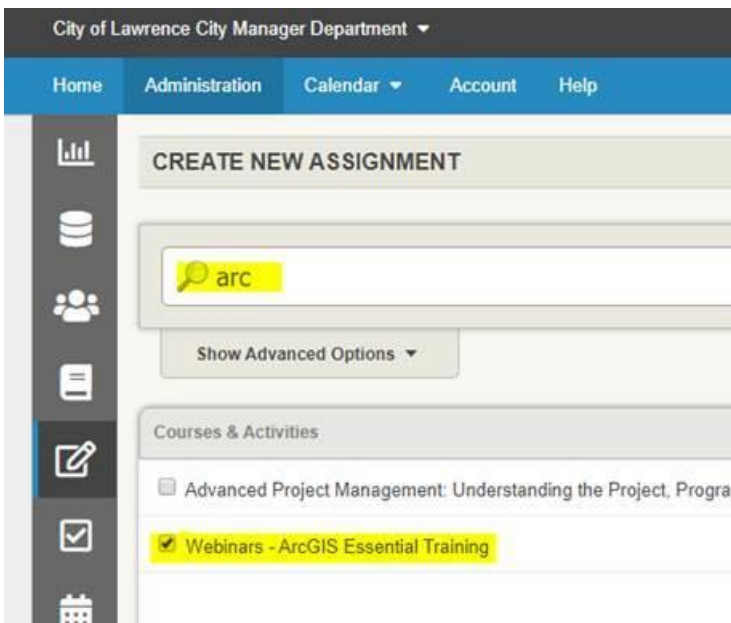 City of Lawrence City Manager Department
Home Administration Calendar Account Help
CREATE NEW ASSIGNMENT
arc
Show Advanced Options
Courses & Activities
Advanced Project Management: Understanding the Project, Progra
Webinars - ArcGIS Essential Training